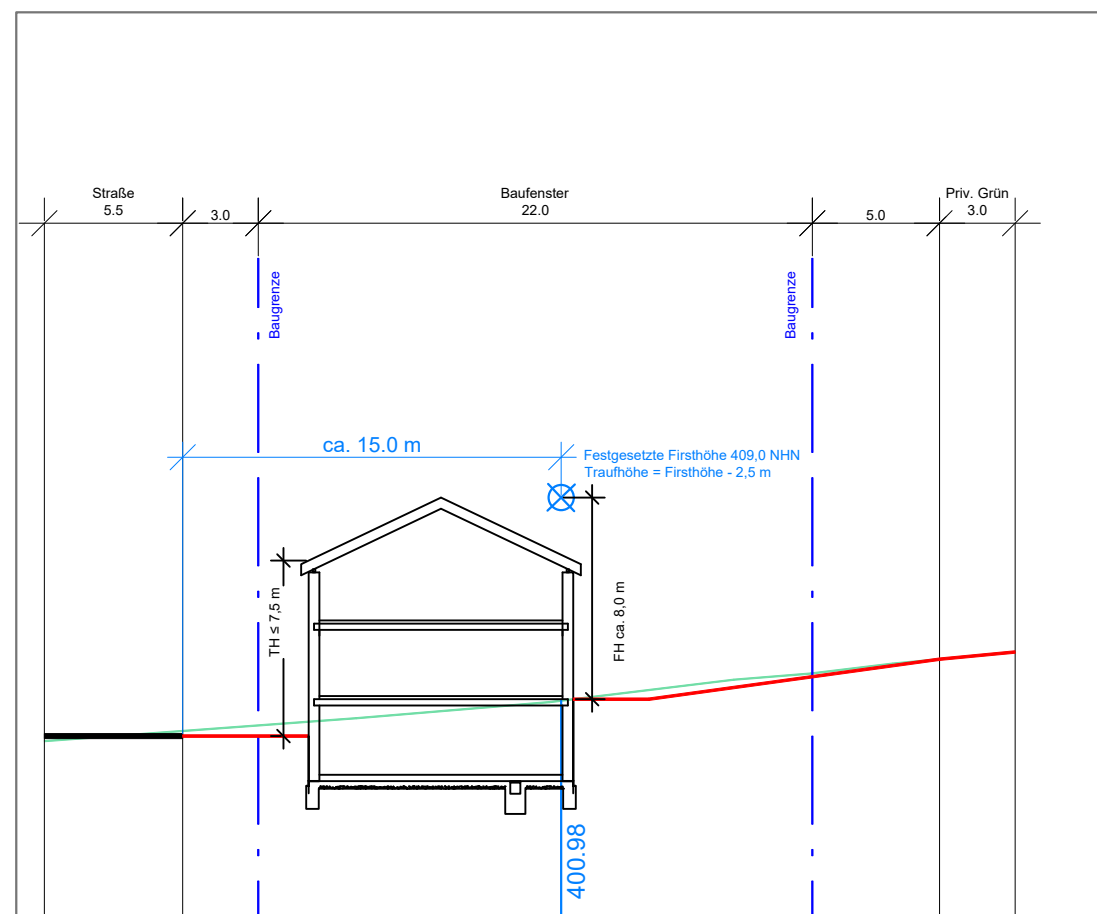 Straße
5.5
3.0
Baufenster
22.0
5.0
Priv. Grün
3.0
Baugrenze
Baugrenze
ca. 15.0 m
Festgesetzte Firsthöhe 409,0 NHN
Traufhöhe = Firsthöhe - 2,5 m
TH ≤ 7,5 m
FH ca. 8,0 m
400.98